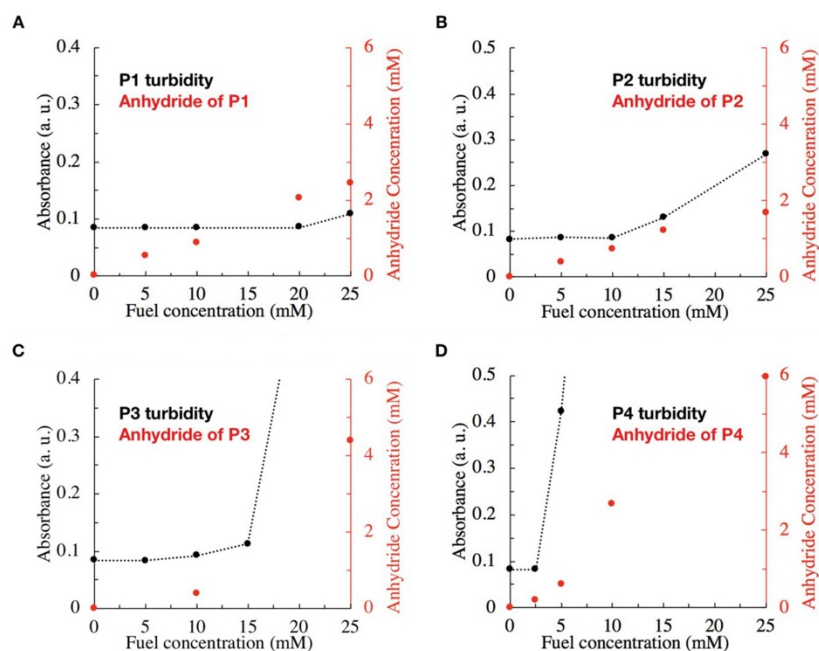 A
0.4
0.3
0.2
0.1
0
Absorbance (a. u.)
P1 turbidity
Anhydride of P1
6
4
2
0
Anhydride Concenration (mM)
0 5 10 15 20 25
Fuel concentration (mM)
B
0.5
0.4
0.3
0.2
0.1
0
Absorbance (a. u.)
P2 turbidity
Anhydride of P2
6
4
2
0
Anhydride Concenration (mM)
0 5 10 15 20 25
Fuel concentration (mM)
C
0.4
0.3
0.2
0.1
0
Absorbance (a. u.)
P3 turbidity
Anhydride of P3
6
4
2
0
Anhydride Concenration (mM)
0 5 10 15 20 25
Fuel concentration (mM)
D
0.5
0.4
0.3
0.2
0.1
0
Absorbance (a. u.)
P4 turbidity
Anhydride of P4
6
4
2
0
Anhydride Concenration (mM)
0 5 10 15 20 25
Fuel concentration (mM)